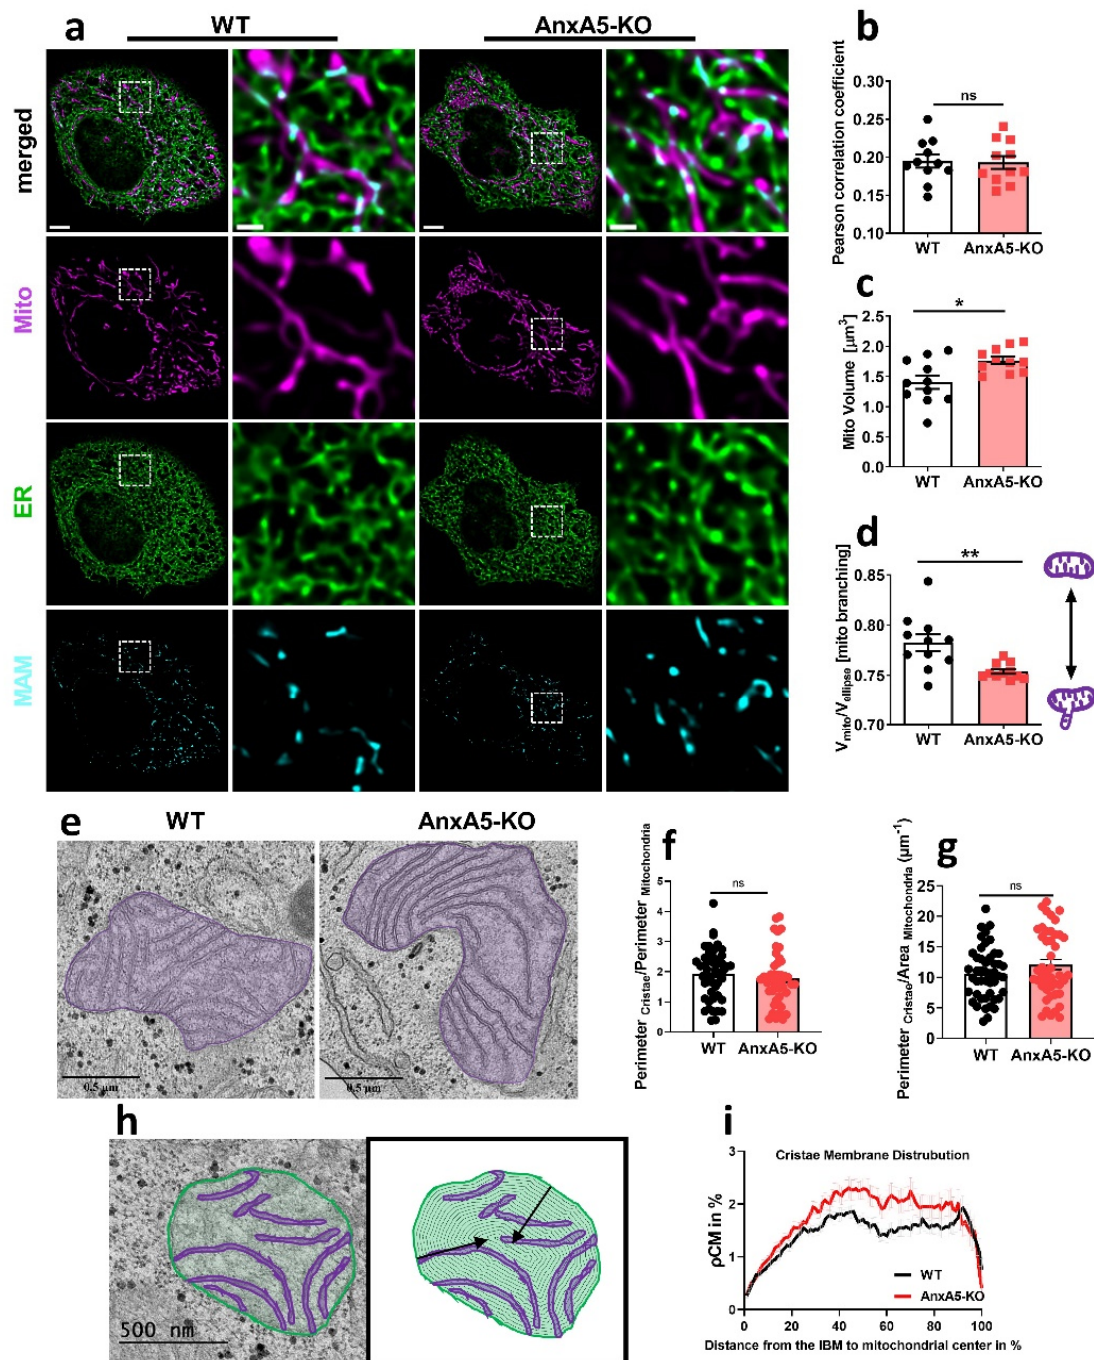 a
WT
AnxA5-KO
merged
Mito
ER
MAM
b
Pearson correlation coefficient
0.30
0.25
0.20
0.15
0.10
ns
WT AnxA5-KO
c
Mito Volume [µm³]
2.5
2.0
1.5
1.0
0.5
0.0
*
WT AnxA5-KO
d
Vmito/Vellipse [mito branching]
0.85
0.80
0.75
0.70
**
WT AnxA5-KO
e
WT
AnxA5-KO
0.5 µm
0.5 µm
f
Perimeter Cristae/Perimeter Mitochondria
5
4
3
2
1
0
ns
WT AnxA5-KO
g
Perimeter Cristae/Area Mitochondria (µm⁻¹)
25
20
15
10
5
0
ns
WT AnxA5-KO
h
500 nm
i
Cristae Membrane Distrubution
ρCM in %
3
2
1
0
WT
AnxA5-KO
0 20 40 60 80 100
Distance from the IBM to mitochondrial center in %